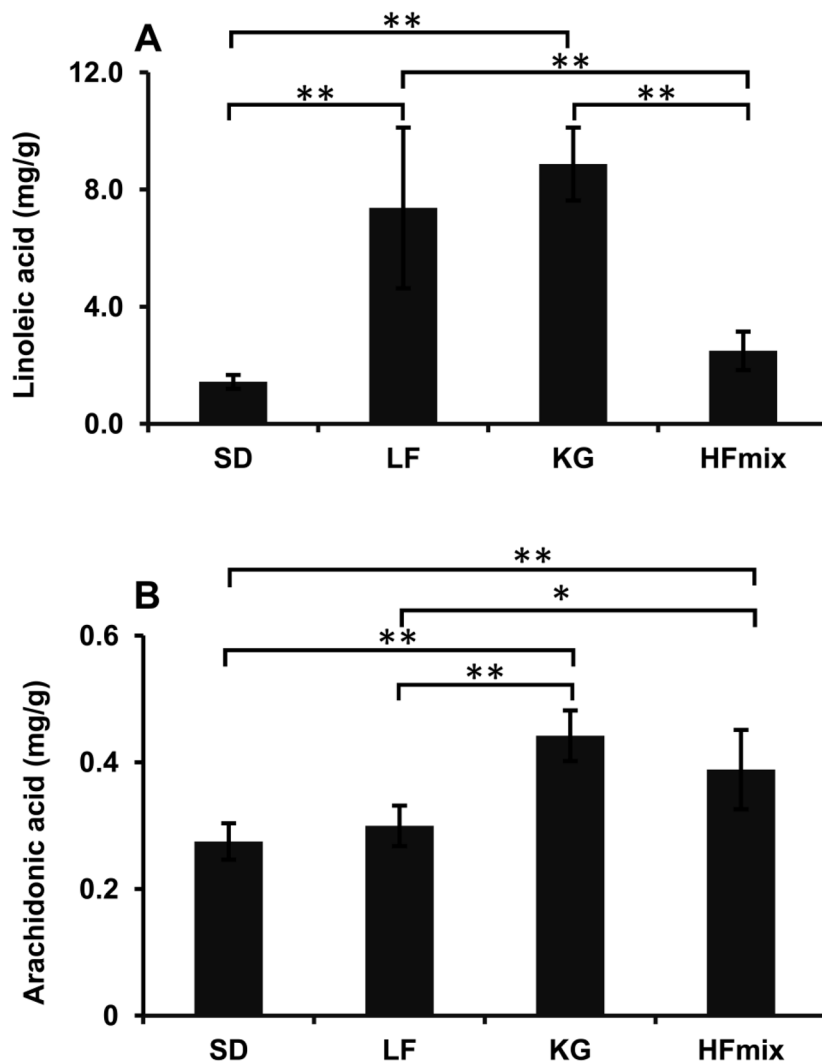 A
**
**
**
**
12.0
8.0
4.0
0.0
Linoleic acid (mg/g)
SD LF KG HFmix
B
**
*
**
**
0.6
0.4
0.2
0
Arachidonic acid (mg/g)
SD LF KG HFmix